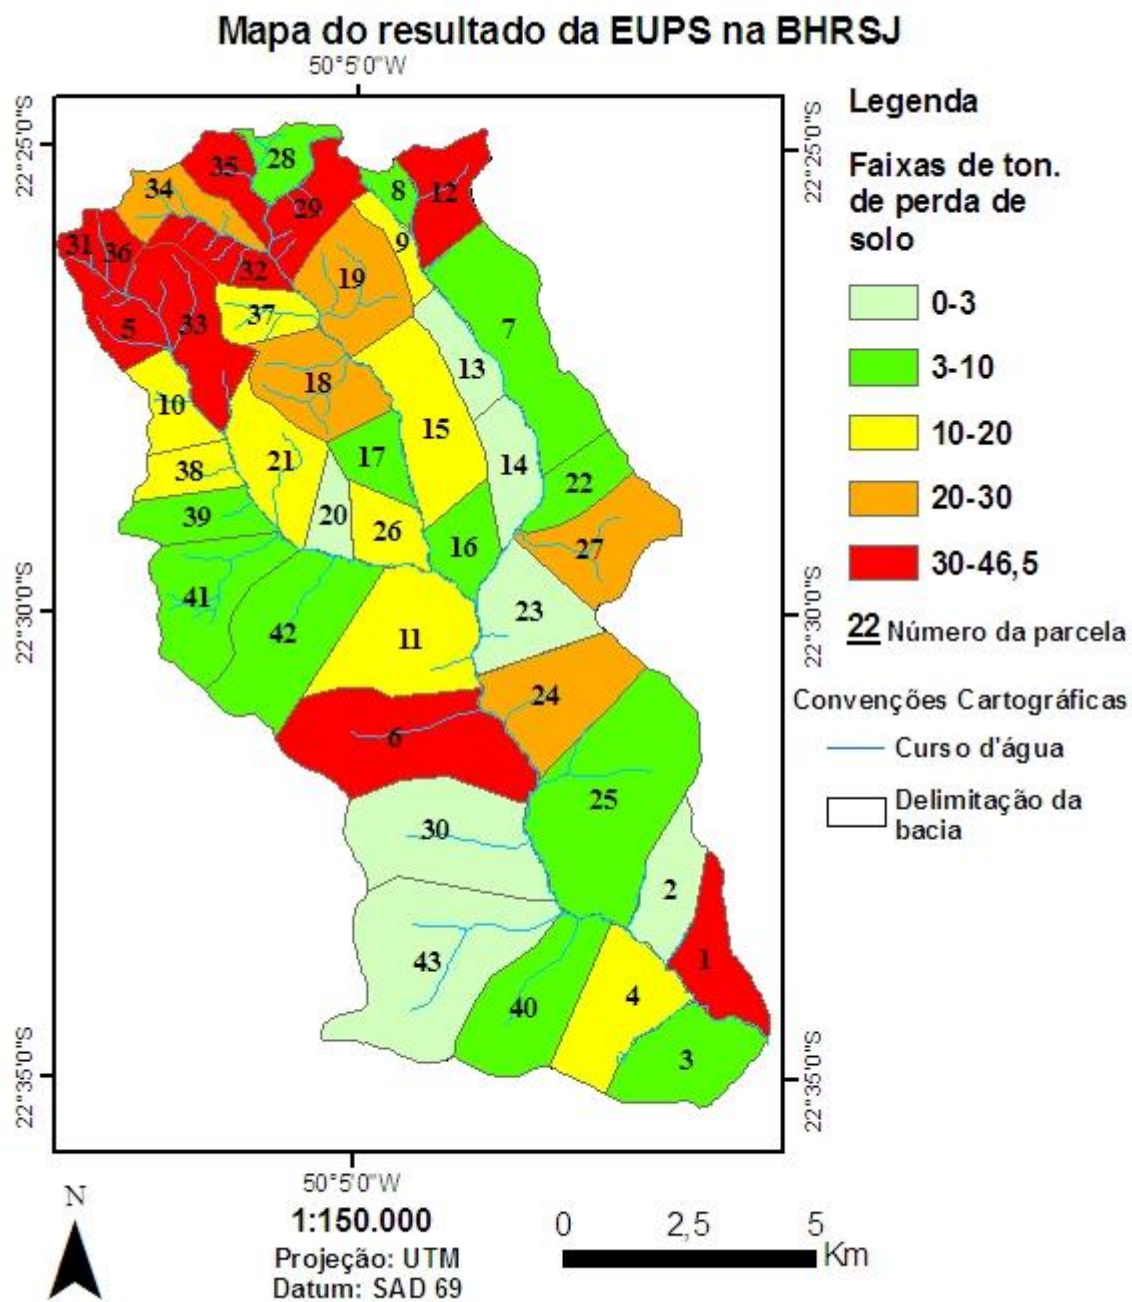 Mapa do resultado da EUPS na BHRSJ
50°5'0"W
22°25'0"S
22°25'0"S
Legenda
Faixas de ton.
de perda de
solo
0-3
3-10
10-20
20-30
30-46,5
22 Número da parcela
Convenções Cartográficas
Curso d'água
Delimitação da
bacia
35
28
34
29
8
12
31
36
32
9
19
37
5
33
7
13
18
10
15
21
17
14
38
22
20
26
39
16
27
41
42
11
23
22°30'0"S
22°30'0"S
24
6
25
30
2
43
1
4
40
3
22°35'0"S
22°35'0"S
50°5'0"W
N
1:150.000
Projeção: UTM
Datum: SAD 69
0 2,5 5
Km